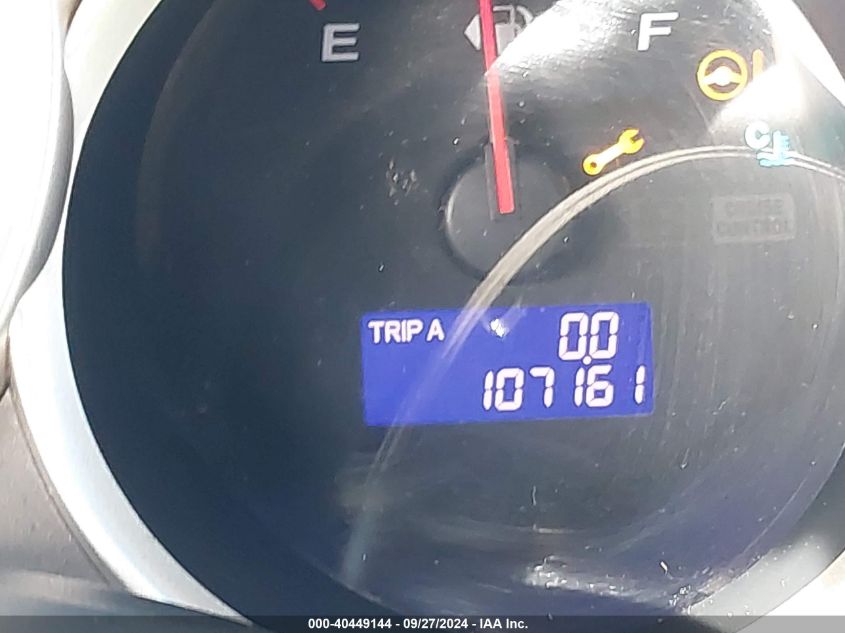 E F
C
CRUISE
CONTROL
TRIP A 0.0
107161
000-40449144 - 09/27/2024 - IAA Inc.